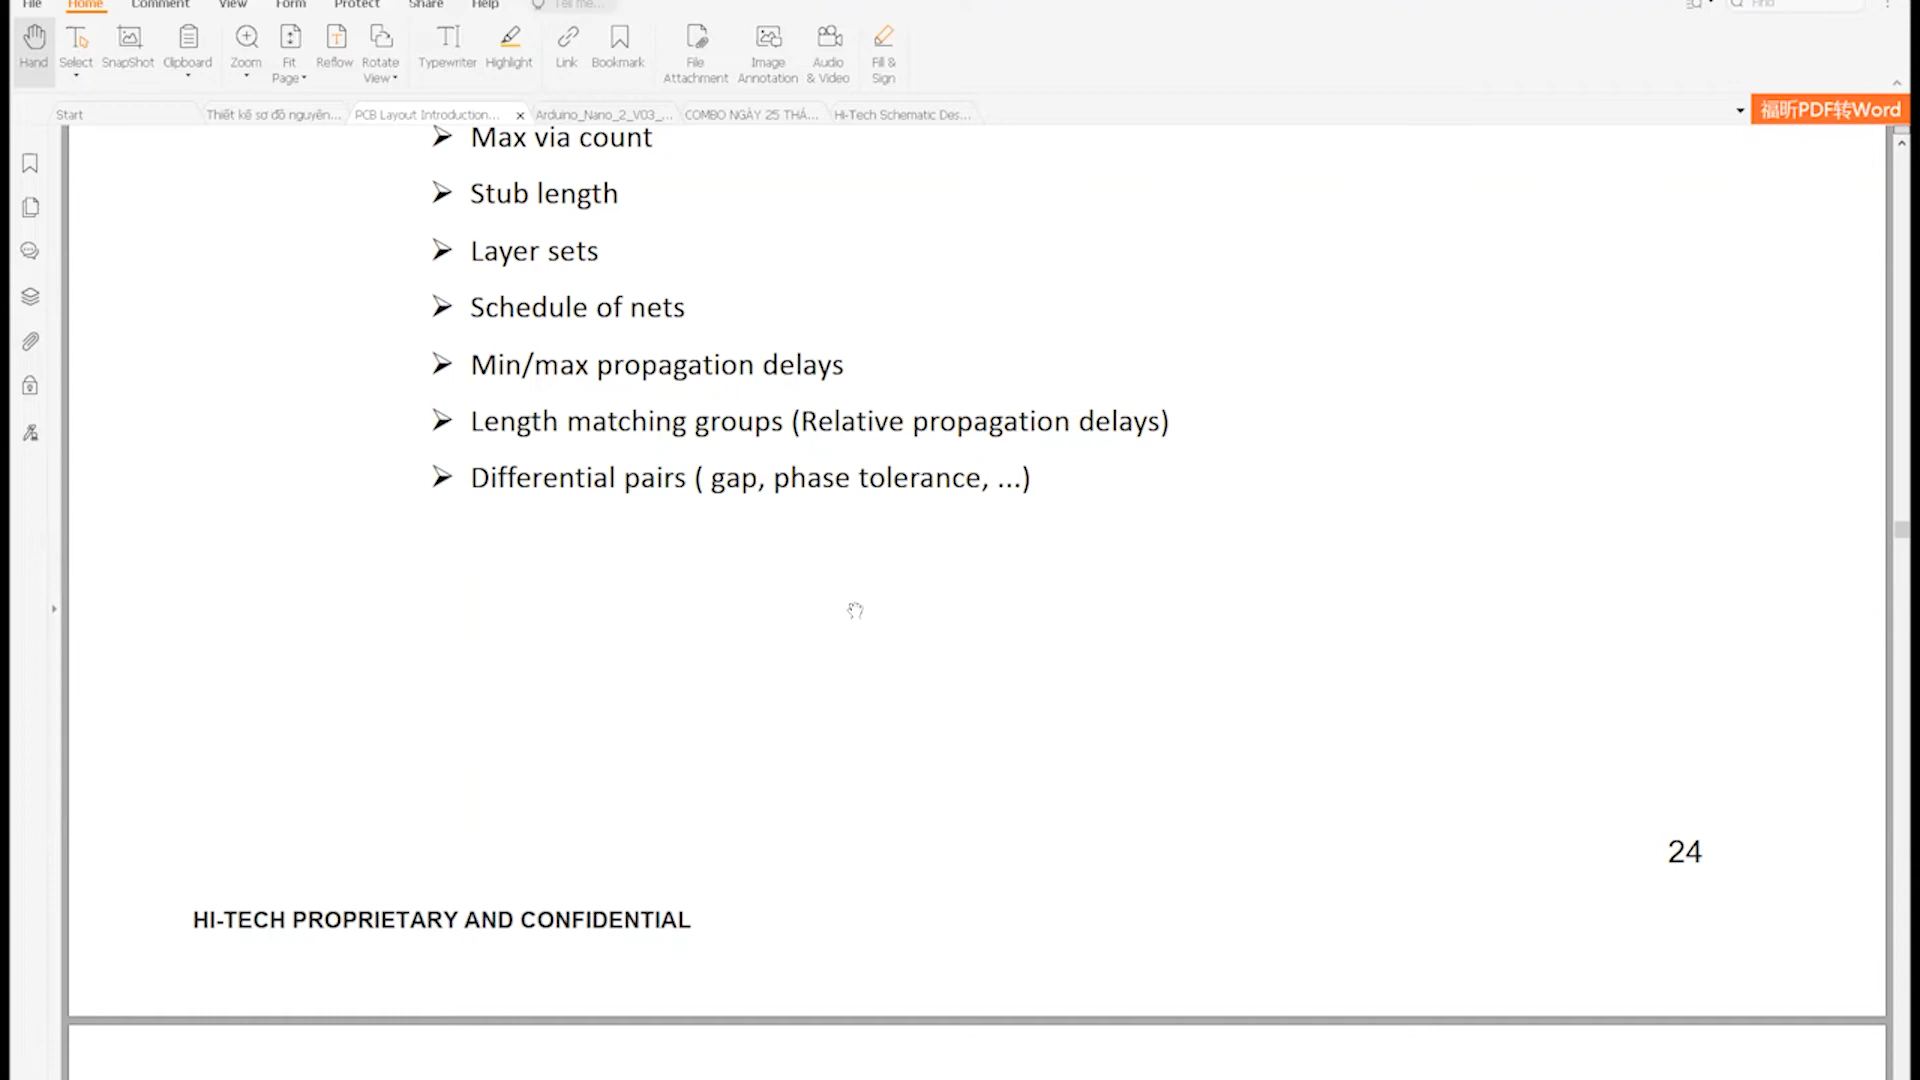 File Home Comment View Form Protect Share Help Tell me... Find
Hand Select SnapShot Clipboard Zoom Fit Page Reflow Rotate View Typewriter Highlight Link Bookmark File Attachment Image Annotation Audio & Video Fill & Sign
Start Thiết kế sơ đồ nguyên... PCB Layout Introduction... Arduino_Nano_2_V03_... COMBO NGÀY 25 THÁ... Hi-Tech Schematic Des... 福昕PDF转Word
Max via count
Stub length
Layer sets
Schedule of nets
Min/max propagation delays
Length matching groups (Relative propagation delays)
Differential pairs ( gap, phase tolerance, ...)
24
HI-TECH PROPRIETARY AND CONFIDENTIAL